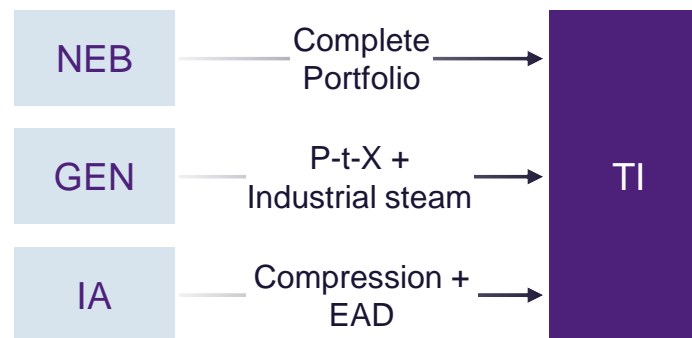 NEB
Complete
Portfolio
GEN
P-t-X +
Industrial steam
TI
IA
Compression +
EAD